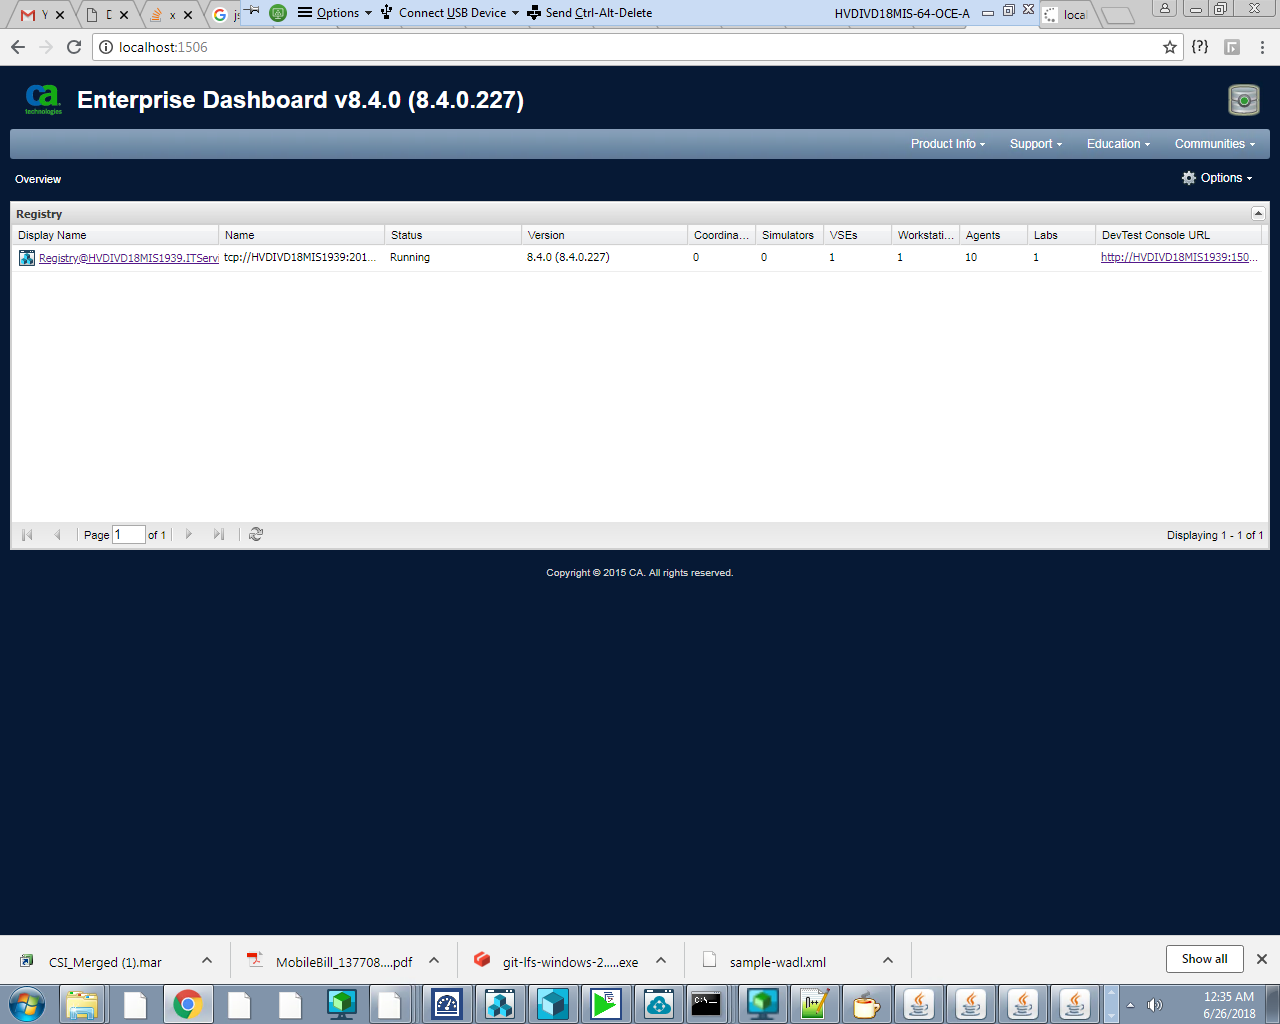 Y
D
x
js
Options
Connect USB Device
Send Ctrl-Alt-Delete
HVDIVD18MIS-64-OCE-A
loca
localhost:1506
{?}
ca
technologies
Enterprise Dashboard v8.4.0 (8.4.0.227)
Product Info
Support
Education
Communities
Overview
Options
Registry
Display Name
Name
Status
Version
Coordina...
Simulators
VSEs
Workstati...
Agents
Labs
DevTest Console URL
Registry@HVDIVD18MIS1939.ITServi
tcp://HVDIVD18MIS1939:201...
Running
8.4.0 (8.4.0.227)
0
0
1
1
10
1
http://HVDIVD18MIS1939:150...
Page 1 of 1
Displaying 1 - 1 of 1
Copyright © 2015 CA. All rights reserved.
CSI_Merged (1).mar
MobileBill_137708....pdf
git-lfs-windows-2.....exe
sample-wadl.xml
Show all
12:35 AM
6/26/2018